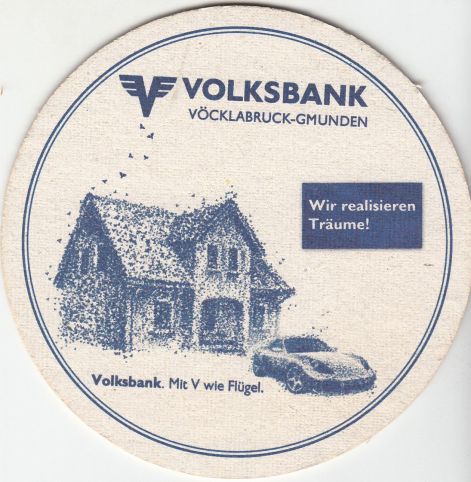 VOLKSBANK
VÖCKLABRUCK-GMUNDEN
Wir realisieren
Träume!
Volksbank. Mit V wie Flügel.